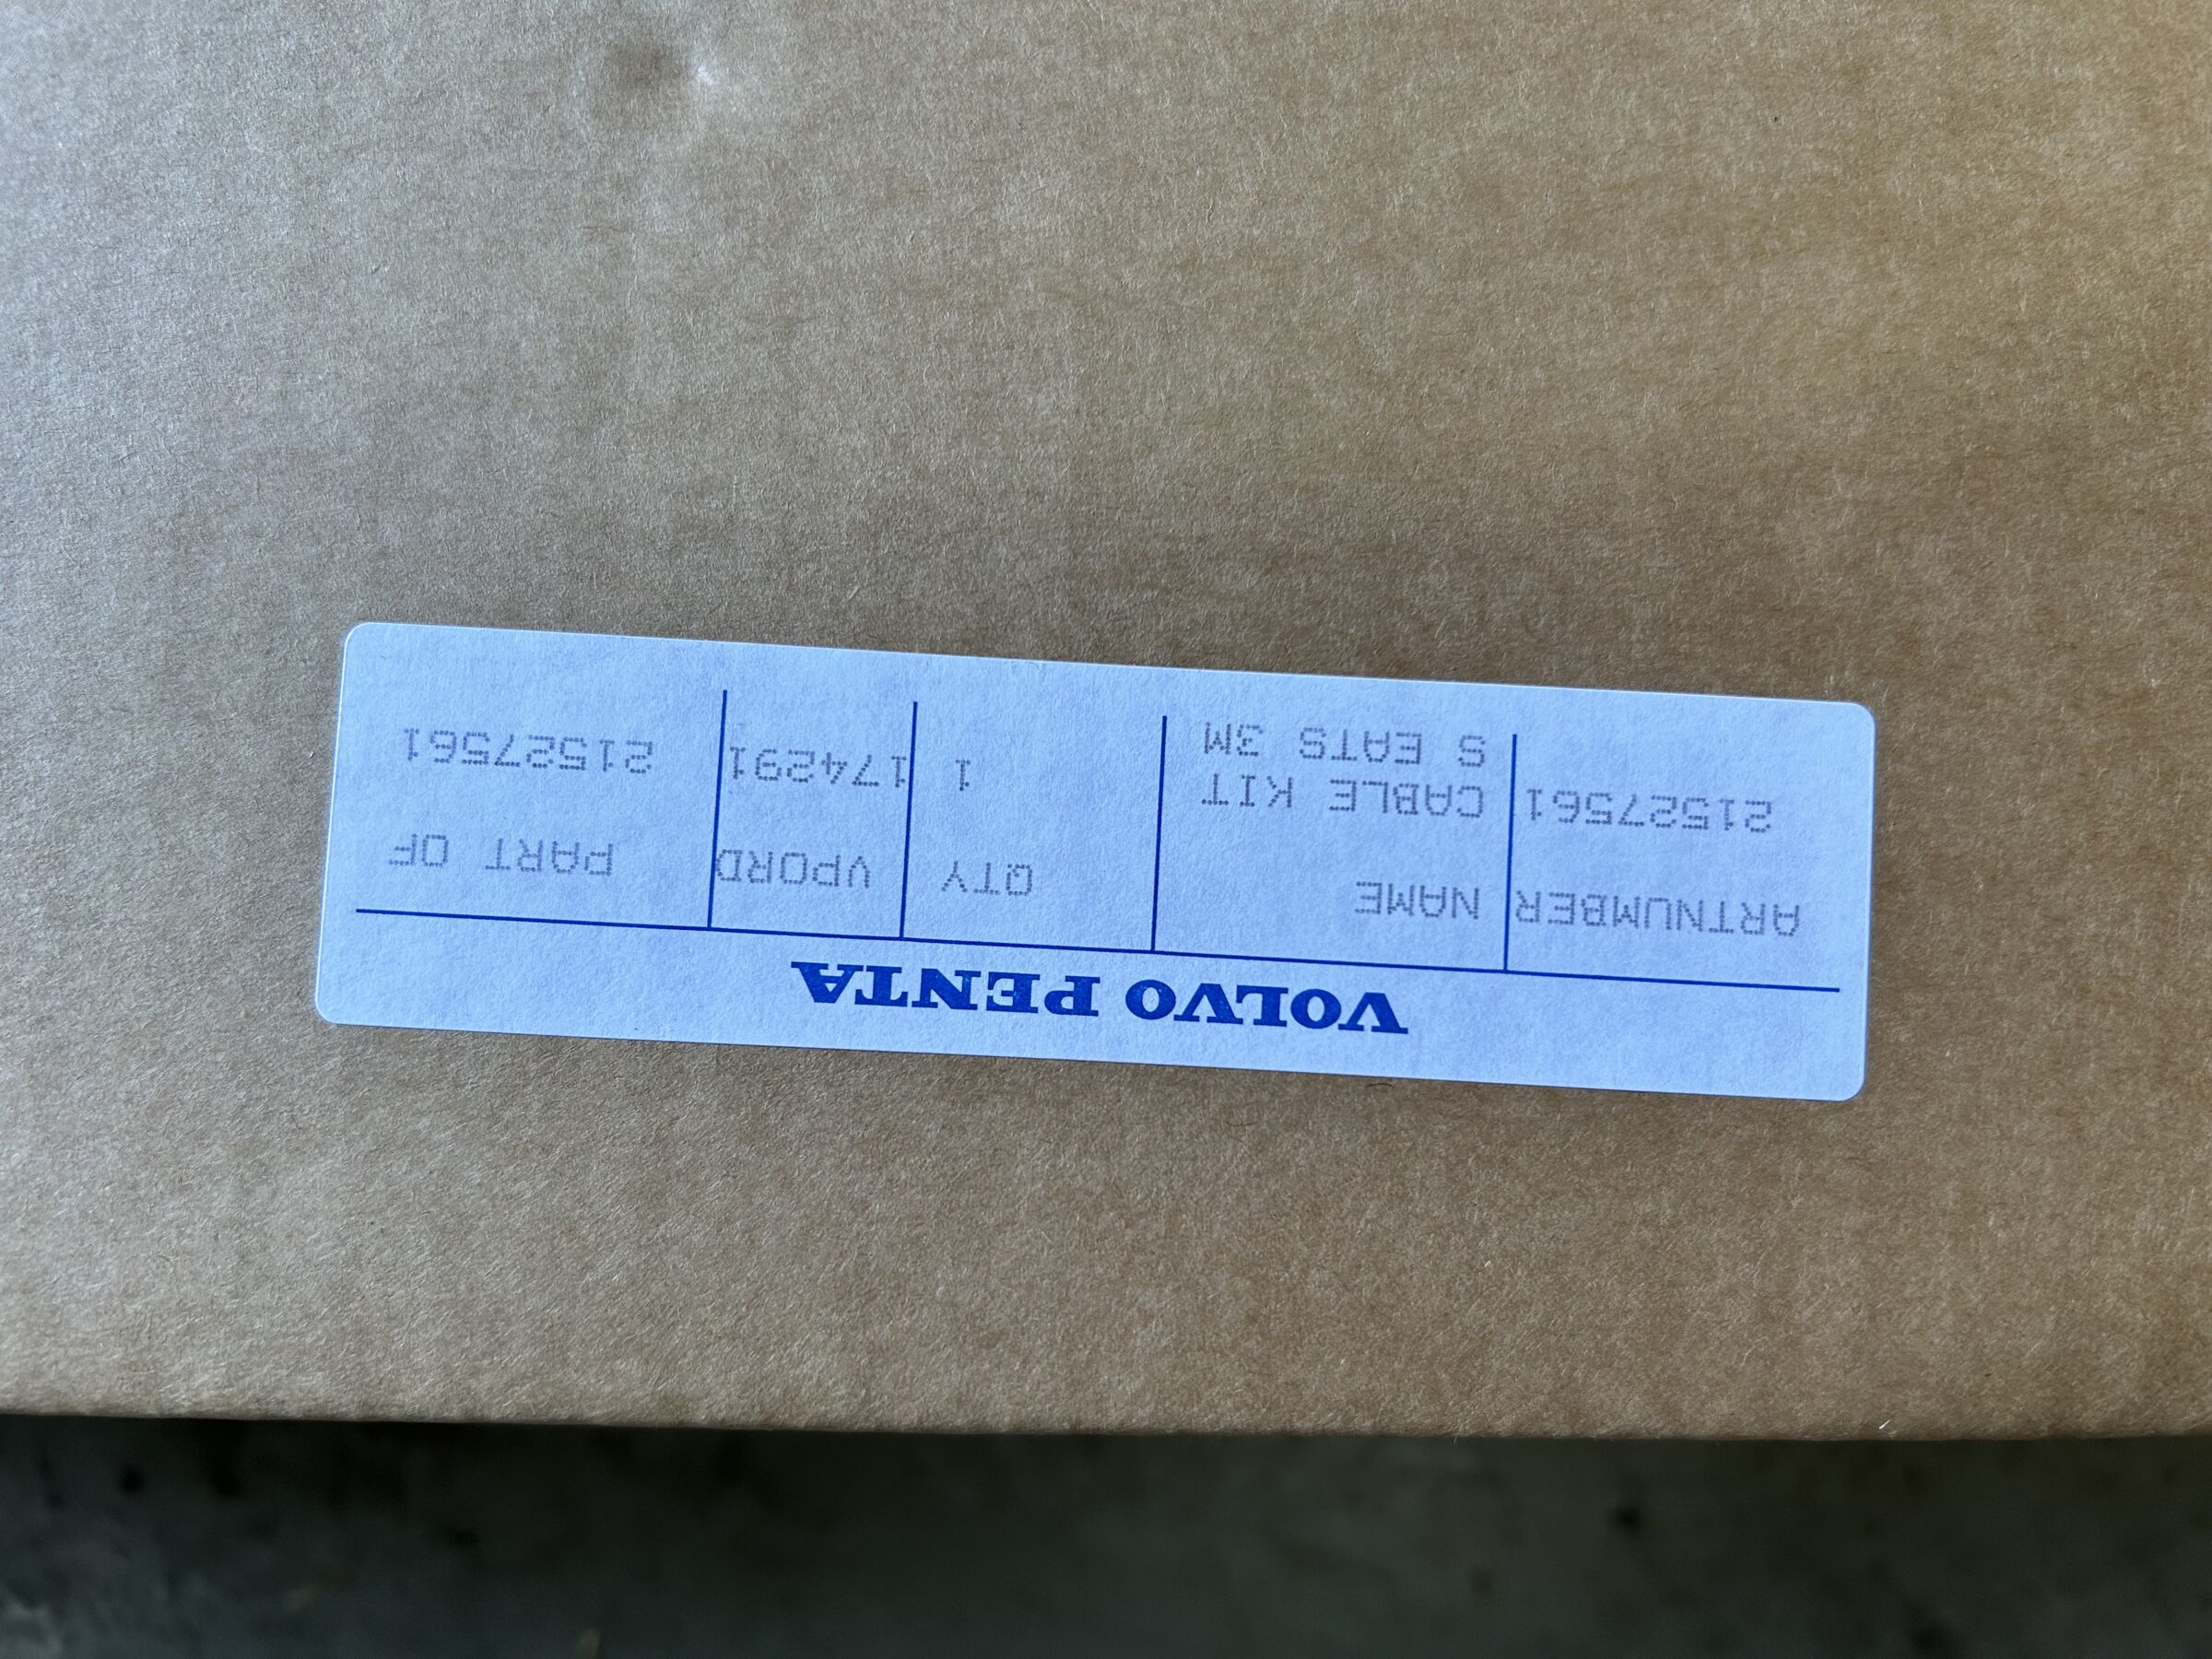 VOLVO PENTA
ARTNUMBER NAME QTY VPORD PART OF
21527561 CABLE KIT 1 174291 21527561
S EATS 3M